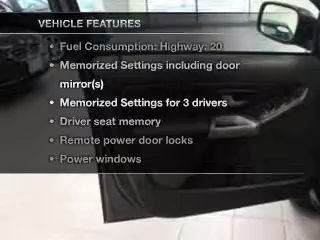 VEHICLE FEATURES
• Fuel Consumption: Highway: 20
• Memorized Settings including door
mirror(s)
• Memorized Settings for 3 drivers
• Driver seat memory
• Remote power door locks
• Power windows